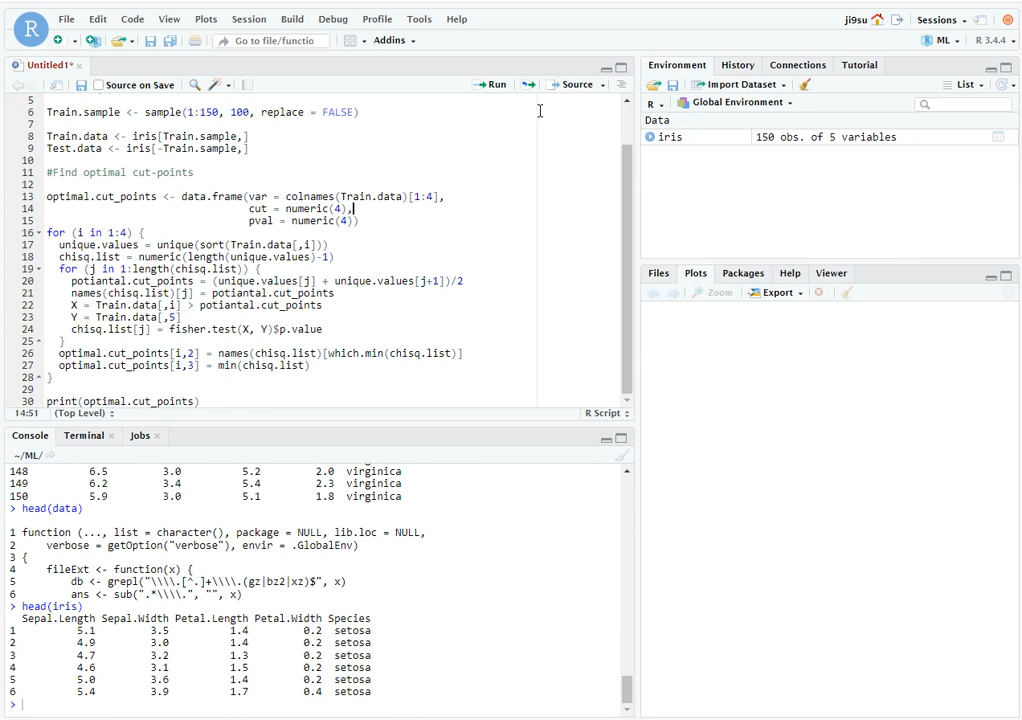 R
File Edit Code View Plots Session Build Debug Profile Tools Help
ji9su Sessions
Go to file/functio Addins
ML R 3.4.4
Untitled1*
Source on Save Run Source
5
6 Train.sample <- sample(1:150, 100, replace = FALSE)
7
8 Train.data <- iris[Train.sample,]
9 Test.data <- iris[-Train.sample,]
10
11 #Find optimal cut-points
12
13 optimal.cut_points <- data.frame(var = colnames(Train.data)[1:4],
14 cut = numeric(4),
15 pval = numeric(4))
16 for (i in 1:4) {
17 unique.values = unique(sort(Train.data[,i]))
18 chisq.list = numeric(length(unique.values)-1)
19 for (j in 1:length(chisq.list)) {
20 potiantal.cut_points = (unique.values[j] + unique.values[j+1])/2
21 names(chisq.list)[j] = potiantal.cut_points
22 X = Train.data[,i] > potiantal.cut_points
23 Y = Train.data[,5]
24 chisq.list[j] = fisher.test(X, Y)$p.value
25 }
26 optimal.cut_points[i,2] = names(chisq.list)[which.min(chisq.list)]
27 optimal.cut_points[i,3] = min(chisq.list)
28 }
29
30 print(optimal.cut_points)
14:51 (Top Level) R Script
Console Terminal Jobs
~/ML/
148 6.5 3.0 5.2 2.0 virginica
149 6.2 3.4 5.4 2.3 virginica
150 5.9 3.0 5.1 1.8 virginica
> head(data)
1 function (..., list = character(), package = NULL, lib.loc = NULL,
2 verbose = getOption("verbose"), envir = .GlobalEnv)
3 {
4 fileExt <- function(x) {
5 db <- grepl("\\\\.[^.]+\\\\.(gz|bz2|xz)$", x)
6 ans <- sub(".*\\\\.", "", x)
> head(iris)
Sepal.Length Sepal.Width Petal.Length Petal.Width Species
1 5.1 3.5 1.4 0.2 setosa
2 4.9 3.0 1.4 0.2 setosa
3 4.7 3.2 1.3 0.2 setosa
4 4.6 3.1 1.5 0.2 setosa
5 5.0 3.6 1.4 0.2 setosa
6 5.4 3.9 1.7 0.4 setosa
>
Environment History Connections Tutorial
Import Dataset List
R Global Environment
Data
iris 150 obs. of 5 variables
Files Plots Packages Help Viewer
Zoom Export